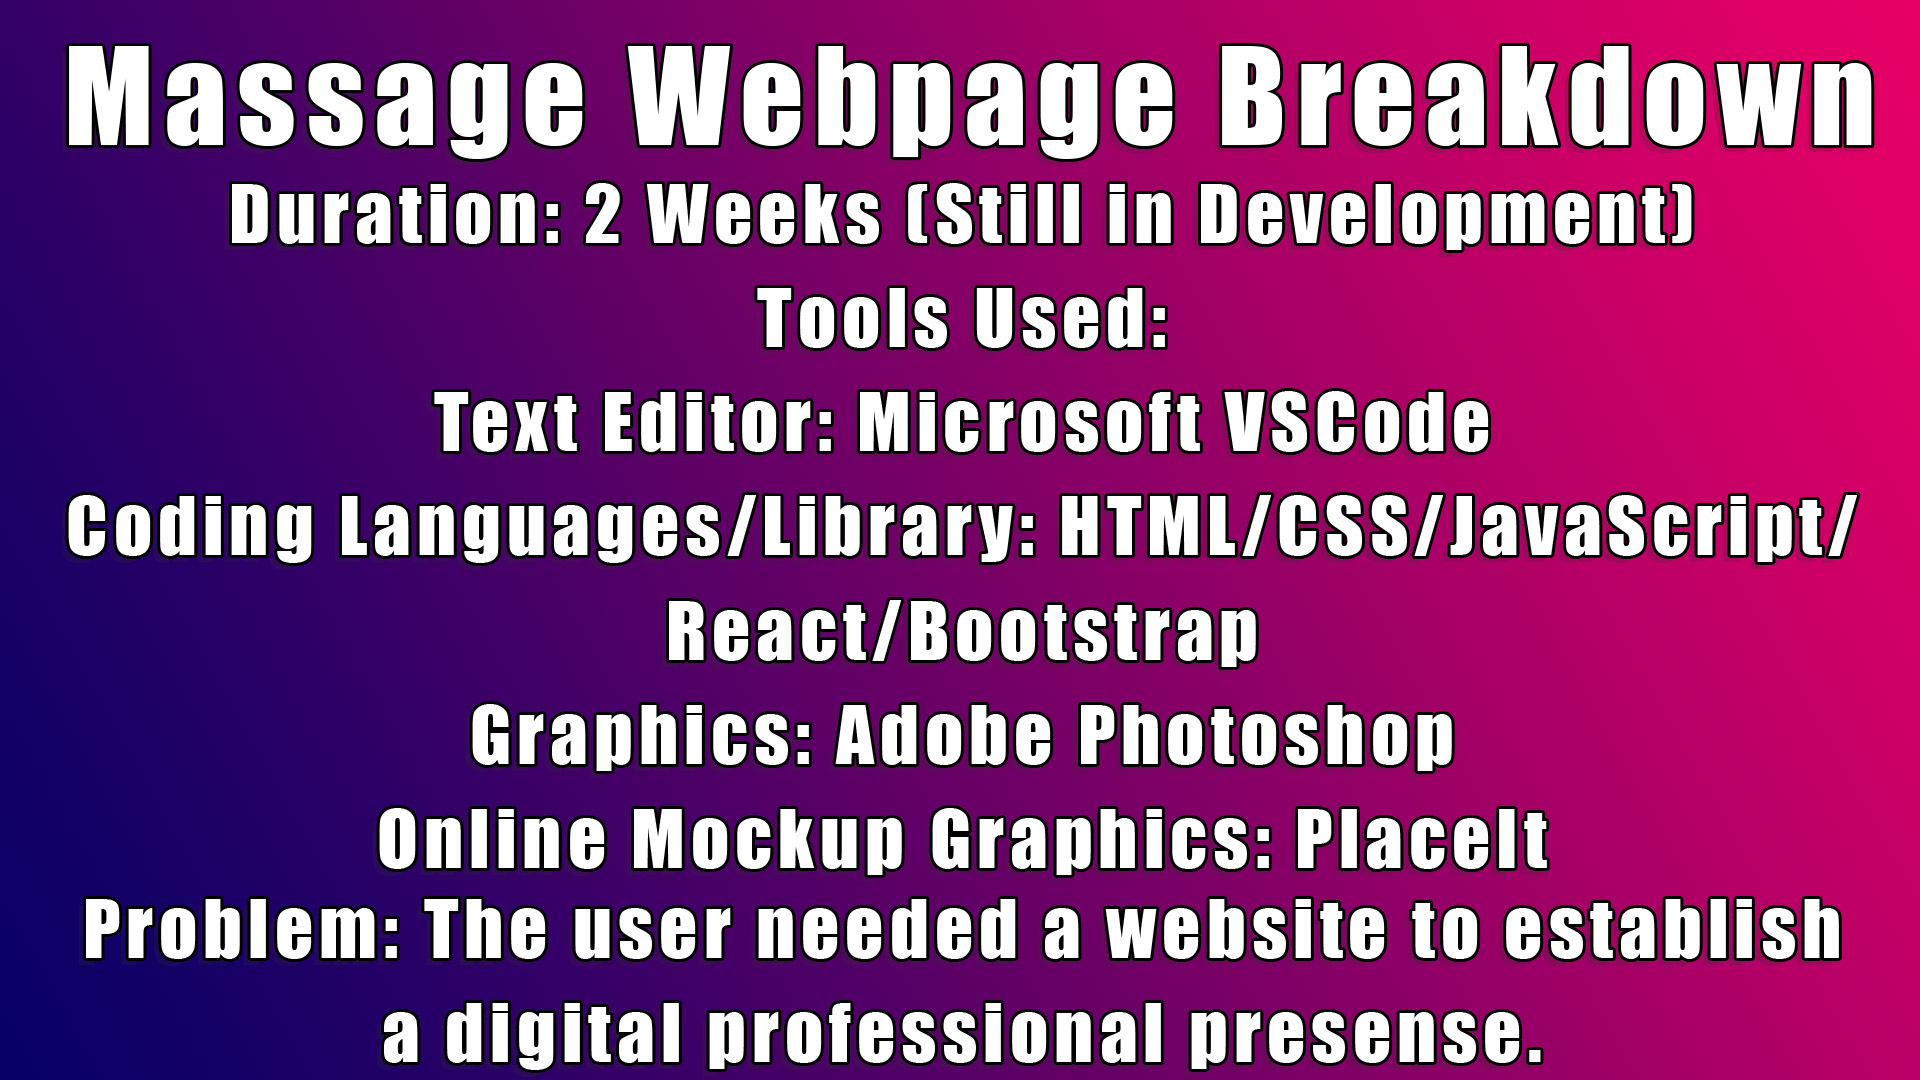 Massage Webpage Breakdown
Duration: 2 Weeks (Still in Development)
Tools Used:
Text Editor: Microsoft VSCode
Coding Languages/Library: HTML/CSS/JavaScript/
React/Bootstrap
Graphics: Adobe Photoshop
Online Mockup Graphics: PlaceIt
Problem: The user needed a website to establish
a digital professional presense.